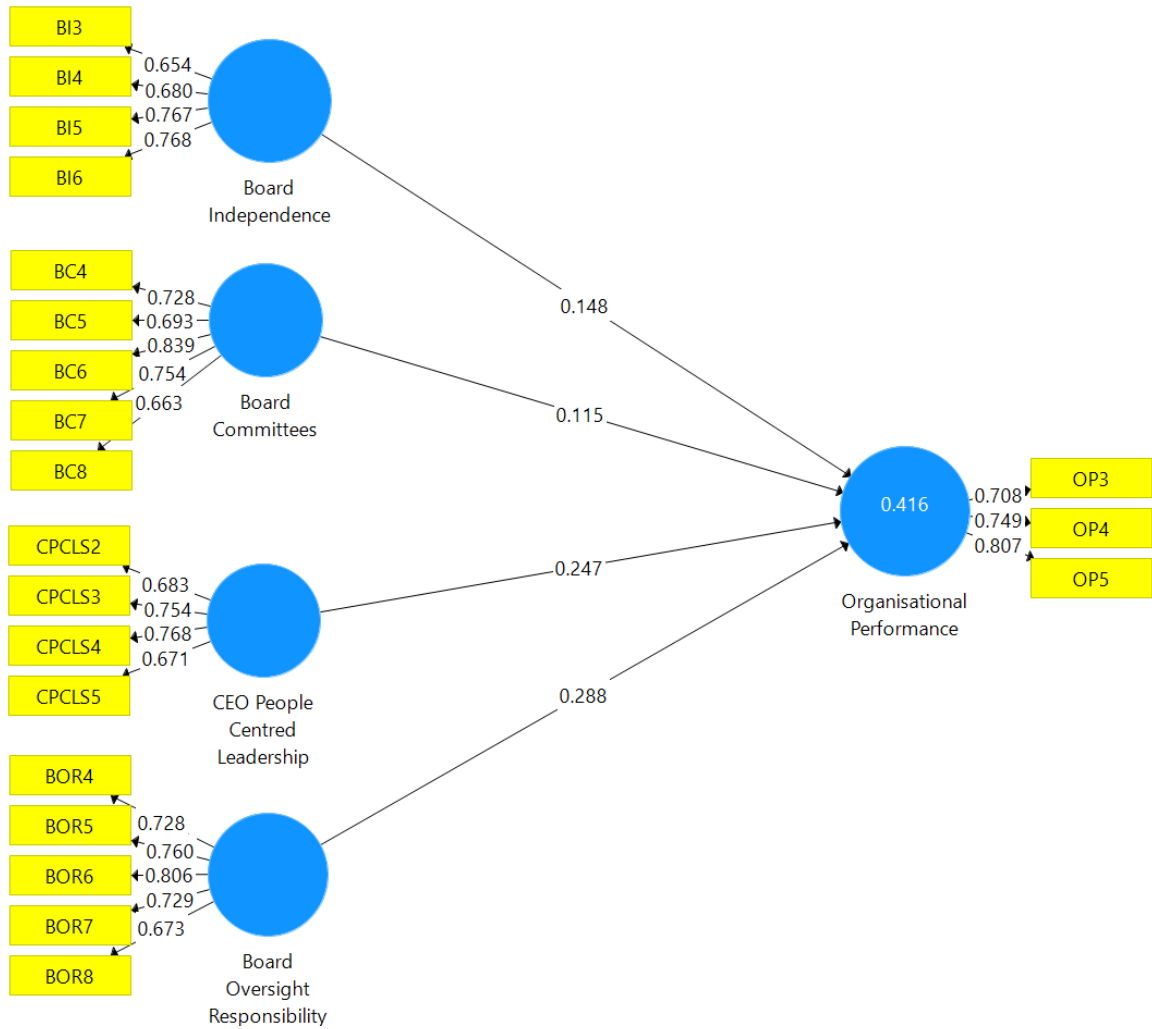 BI3
0.654
BI4
0.680
BI5
0.767
0.768
BI6
Board
Independence
0.148
BC4
0.728
BC5
0.693
0.839
BC6
0.754
0.663
BC7
BC8
Board
Committees
0.115
0.416
Organisational
Performance
0.708
OP3
0.749
OP4
0.807
OP5
CPCLS2
0.683
CPCLS3
0.754
0.768
CPCLS4
0.671
CPCLS5
CEO People
Centred
Leadership
0.247
BOR4
0.728
BOR5
0.760
BOR6
0.806
0.729
BOR7
0.673
BOR8
Board
Oversight
Responsibility
0.288